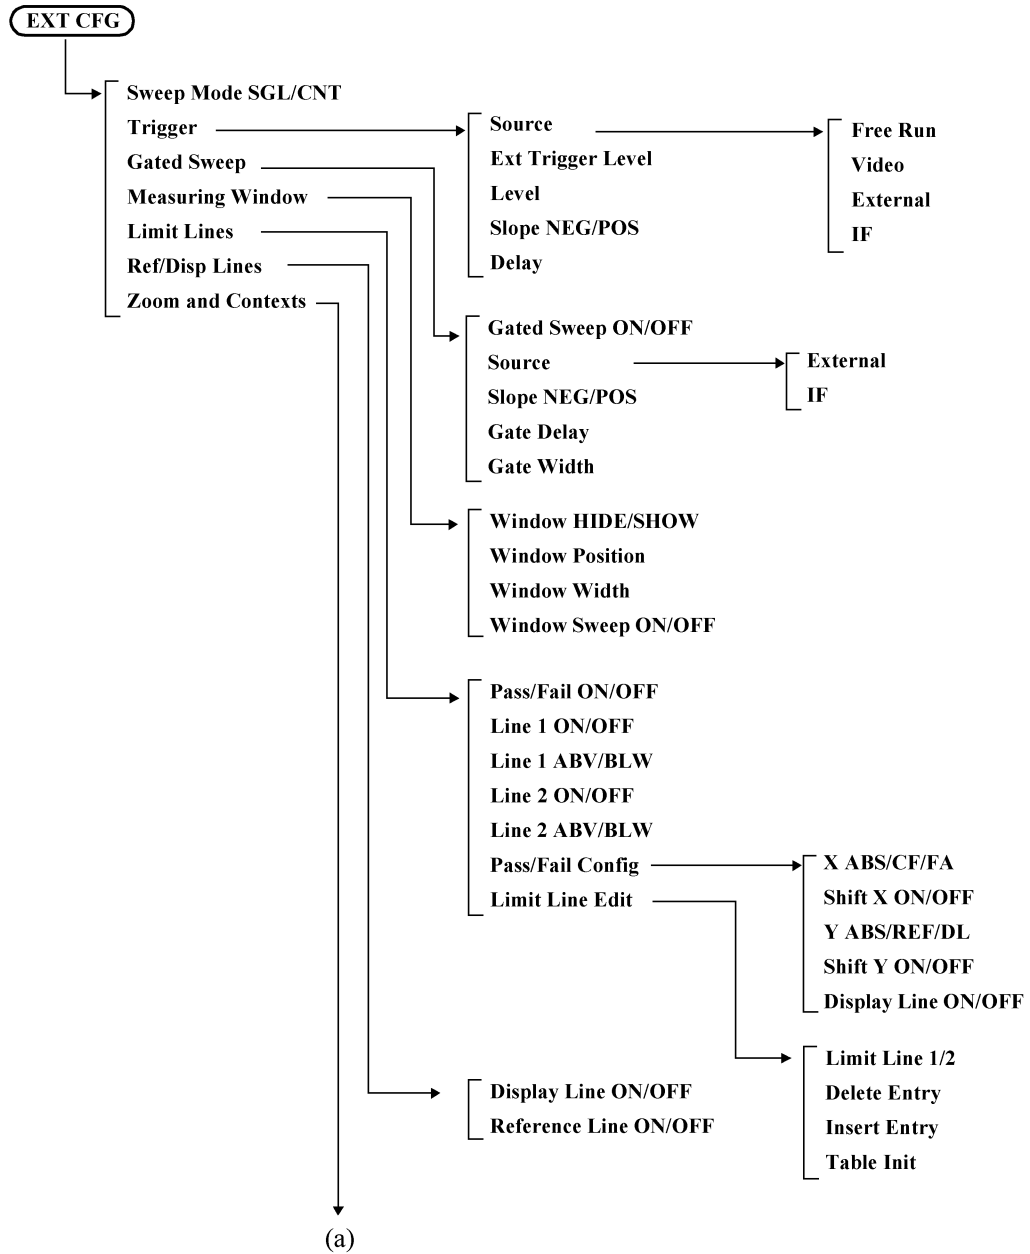 EXT CFG
Sweep Mode SGL/CNT
Trigger
Gated Sweep
Measuring Window
Limit Lines
Ref/Disp Lines
Zoom and Contexts
Source
Ext Trigger Level
Level
Slope NEG/POS
Delay
Free Run
Video
External
IF
Gated Sweep ON/OFF
Source
Slope NEG/POS
Gate Delay
Gate Width
External
IF
Window HIDE/SHOW
Window Position
Window Width
Window Sweep ON/OFF
Pass/Fail ON/OFF
Line 1 ON/OFF
Line 1 ABV/BLW
Line 2 ON/OFF
Line 2 ABV/BLW
Pass/Fail Config
Limit Line Edit
X ABS/CF/FA
Shift X ON/OFF
Y ABS/REF/DL
Shift Y ON/OFF
Display Line ON/OFF
Limit Line 1/2
Delete Entry
Insert Entry
Table Init
Display Line ON/OFF
Reference Line ON/OFF
(a)